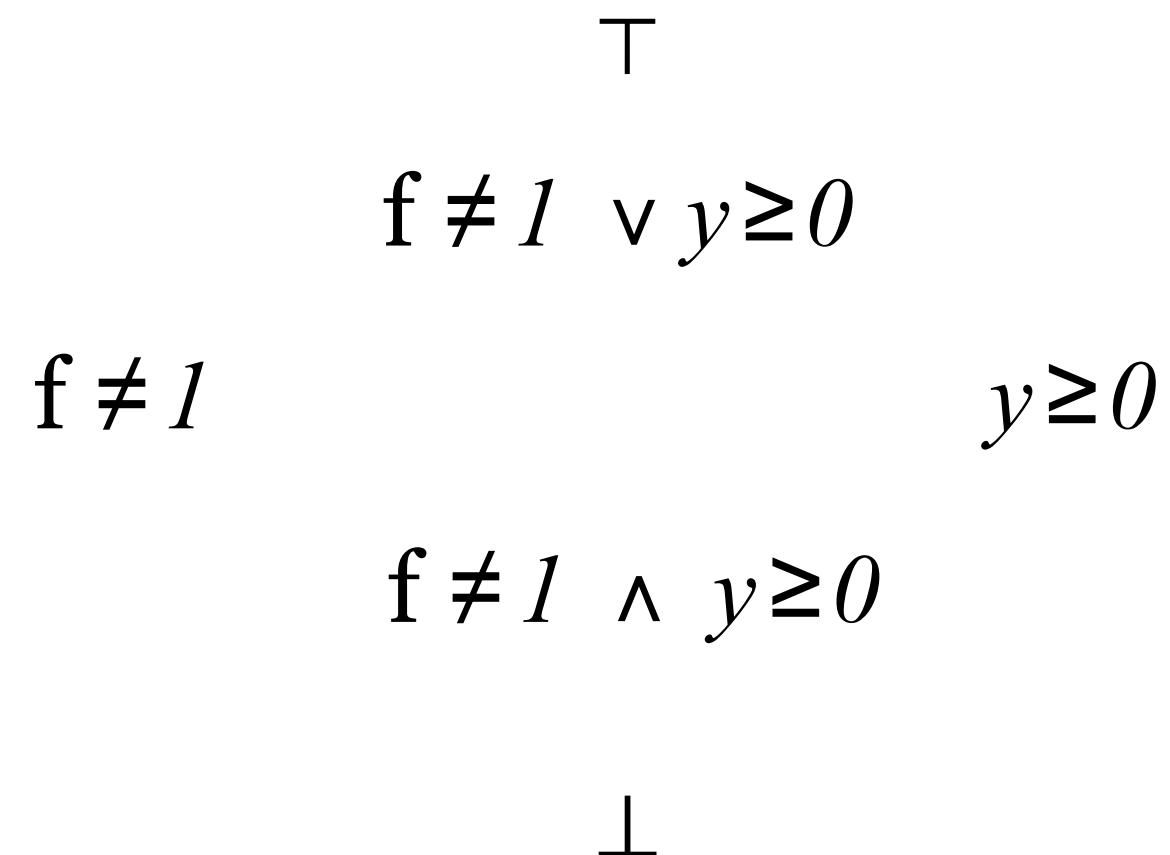 ⊤
f ≠ 1 ∨ y ≥ 0
f ≠ 1 y ≥ 0
f ≠ 1 ∧ y ≥ 0
⊥